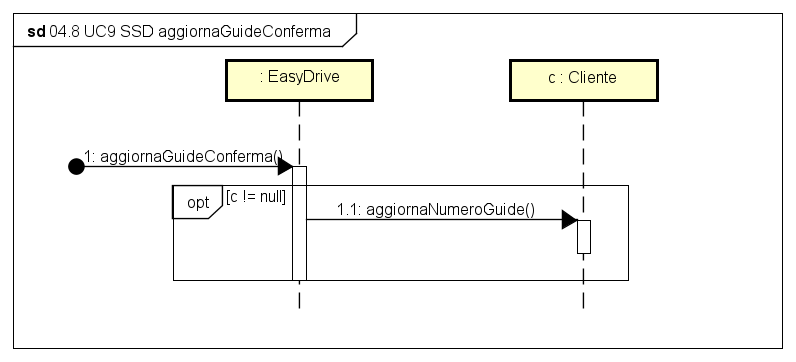 sd 04.8 UC9 SSD aggiornaGuideConferma
: EasyDrive
c : Cliente
1: aggiornaGuideConferma()
opt
[c != null]
1.1: aggiornaNumeroGuide()